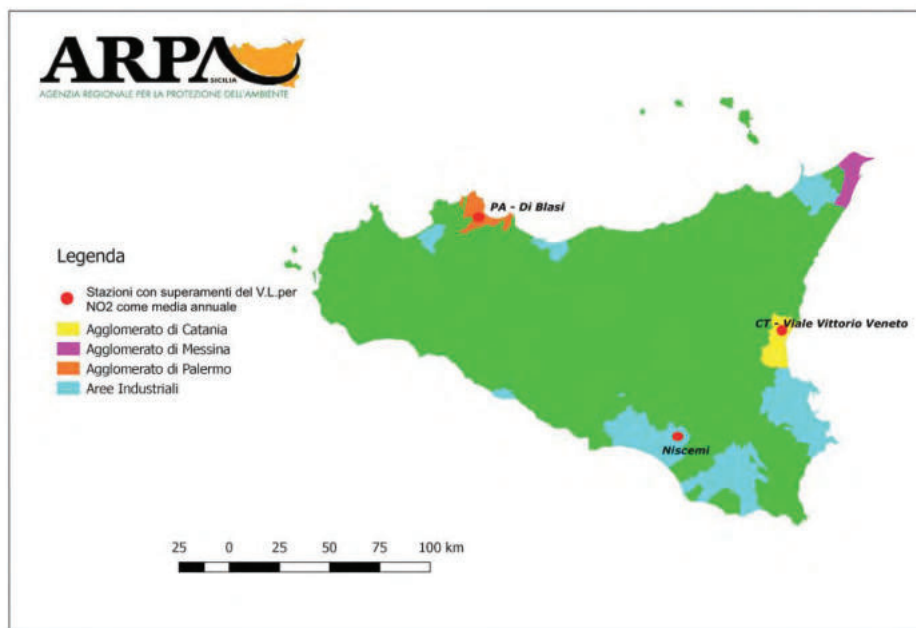 ARPA
SICILIA
AGENZIA REGIONALE PER LA PROTEZIONE DELL'AMBIENTE
PA - Di Blasi
Legenda
Stazioni con superamenti del V.L.per
NO2 come media annuale
Agglomerato di Catania
Agglomerato di Messina
Agglomerato di Palermo
Aree Industriali
CT - Viale Vittorio Veneto
Niscemi
25 0 25 50 75 100 km